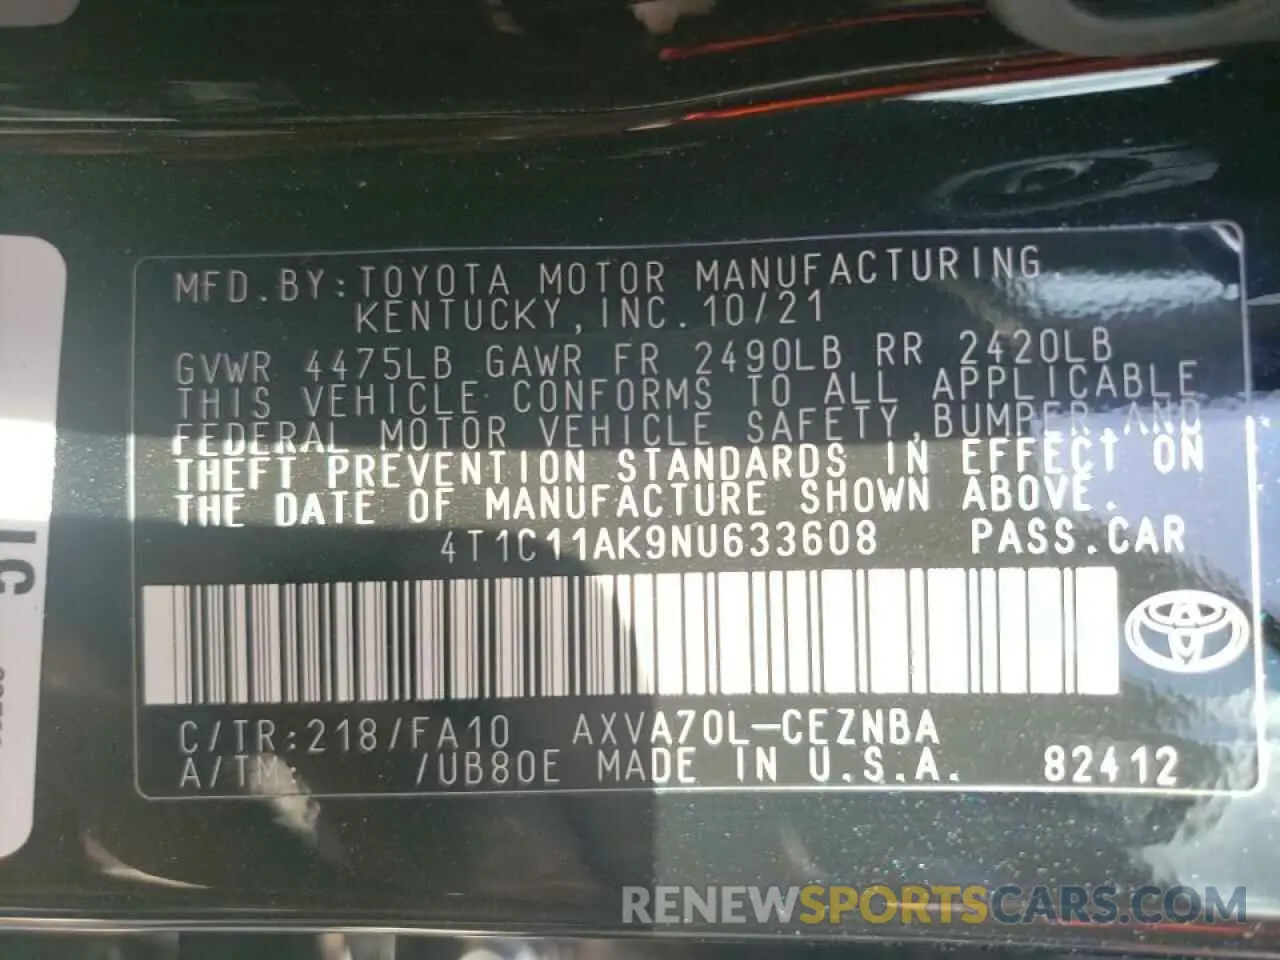 MFD.BY:TOYOTA MOTOR MANUFACTURING,
KENTUCKY,INC.10/21
GVWR 4475LB GAWR FR 2490LB RR 2420LB
THIS VEHICLE CONFORMS TO ALL APPLICABLE
FEDERAL MOTOR VEHICLE SAFETY,BUMPER,AND
THEFT PREVENTION STANDARDS IN EFFECT ON
THE DATE OF MANUFACTURE SHOWN ABOVE.
4T1C11AK9NU633608 PASS.CAR
C/TR:218/FA10 AXVA70L-CEZNBA
A/TM: /UB80E MADE IN U.S.A. 82412
RENEWSPORTSCARS.COM